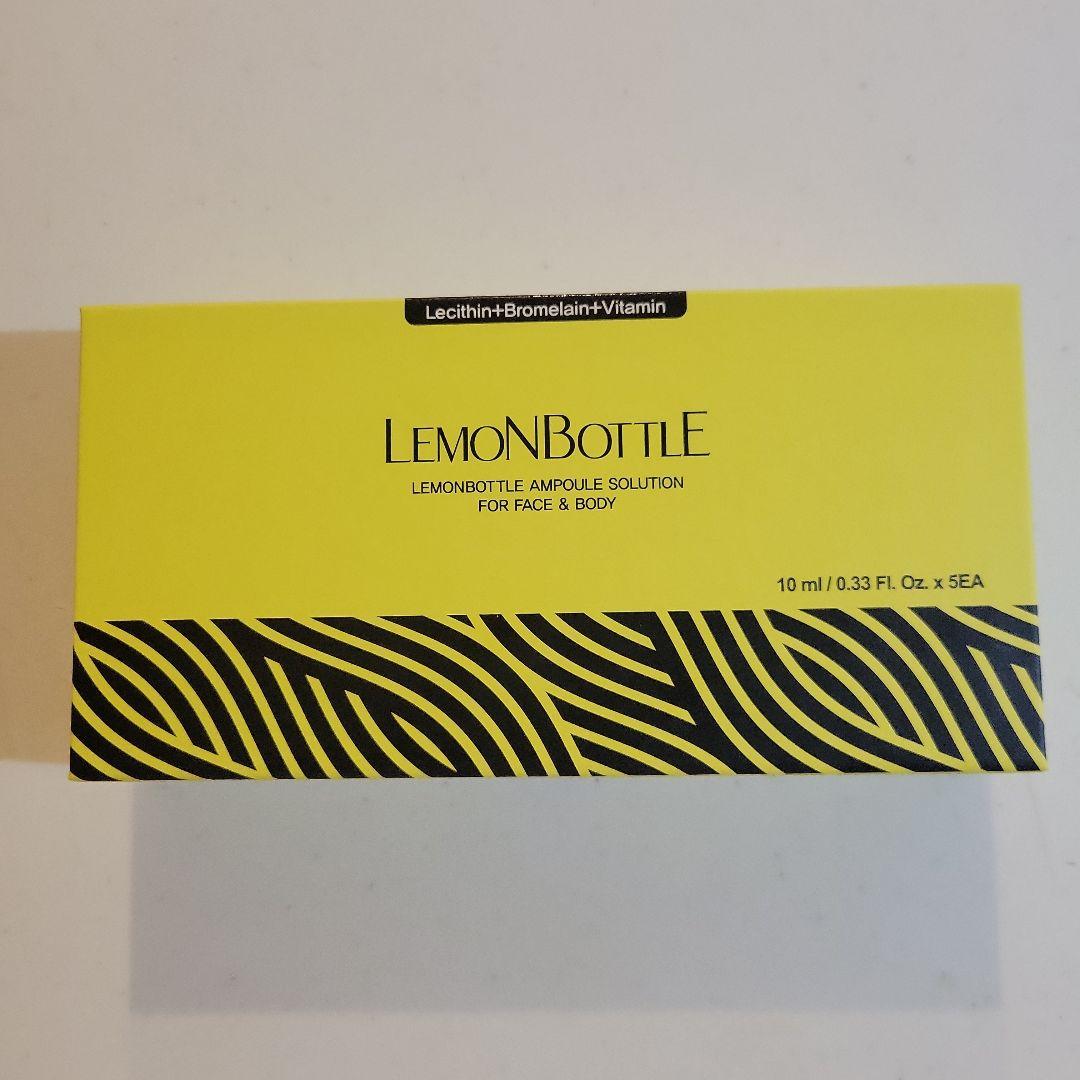 Lecithin+Bromelain+Vitamin
LEMONBOTTLE
LEMONBOTTLE AMPOULE SOLUTION
FOR FACE & BODY
10 ml / 0.33 Fl. Oz. x 5EA